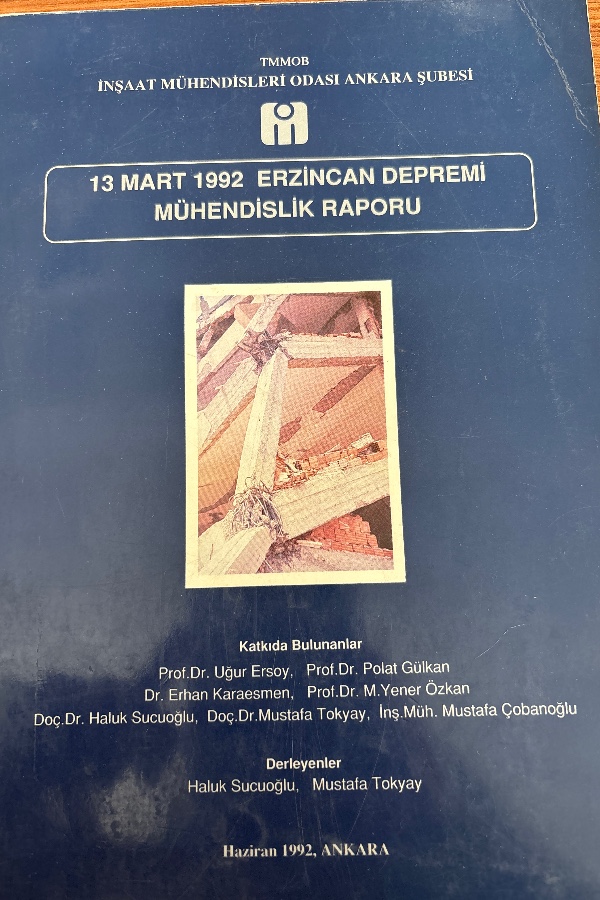 TMMOB
İNŞAAT MÜHENDİSLERİ ODASI ANKARA ŞUBESİ
13 MART 1992 ERZİNCAN DEPREMİ
MÜHENDİSLİK RAPORU
Katkıda Bulunanlar
Prof.Dr. Uğur Ersoy, Prof.Dr. Polat Gülkan
Dr. Erhan Karaesmen, Prof.Dr. M.Yener Özkan
Doç.Dr. Haluk Sucuoğlu, Doç.Dr.Mustafa Tokyay, İnş.Müh. Mustafa Çobanoğlu
Derleyenler
Haluk Sucuoğlu, Mustafa Tokyay
Haziran 1992, ANKARA